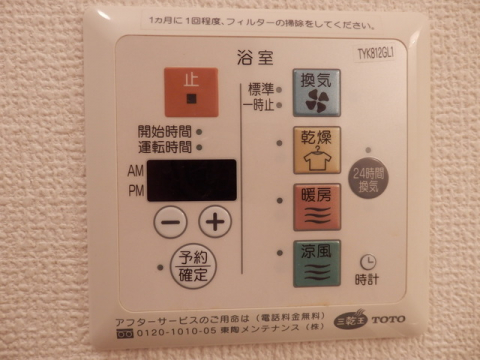 1ヵ月に1回程度、フィルターの掃除をしてください。
浴室
TYK812GL1
止
標準
一時止
換気
開始時間
運転時間
乾燥
AM
PM
24時間
換気
暖房
予約
確定
涼風
時計
アフターサービスのご用命は（電話料金無料）
0120-1010-05 東陶メンテナンス（株）
三乾王
TOTO